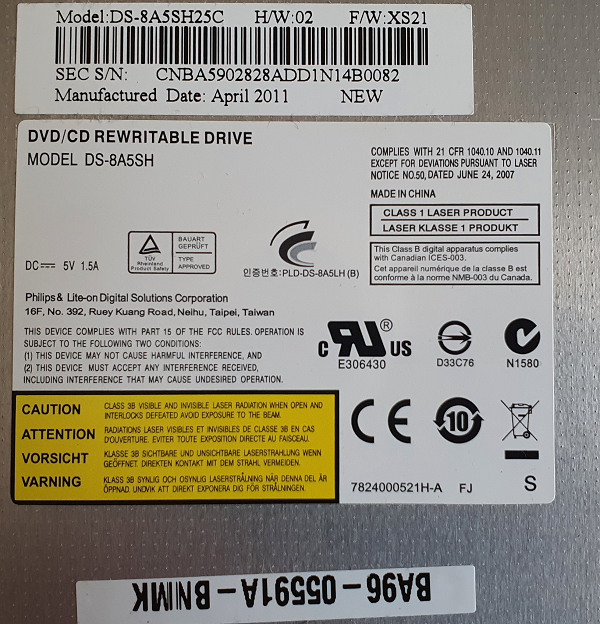 Model:DS-8A5SH25C H/W:02 F/W:XS21
SEC S/N: CNBA5902828ADD1N14B0082
Manufactured Date: April 2011 NEW
DVD/CD REWRITABLE DRIVE
MODEL DS-8A5SH
COMPLIES WITH 21 CFR 1040.10 AND 1040.11
EXCEPT FOR DEVIATIONS PURSUANT TO LASER
NOTICE NO.50, DATED JUNE 24, 2007
MADE IN CHINA
CLASS 1 LASER PRODUCT
LASER KLASSE 1 PRODUKT
This Class B digital apparatus complies
with Canadian ICES-003.
Cet appareil numérique de la classe B est
conforme à la norme NMB-003 du Canada.
DC 5V 1.5A
TÜV
Rheinland
Product Safety
BAUART
GEPRÜFT
TYPE
APPROVED
인증번호:PLD-DS-8A5LH (B)
Philips & Lite-on Digital Solutions Corporation
16F, No. 392, Ruey Kuang Road, Neihu, Taipei, Taiwan
THIS DEVICE COMPLIES WITH PART 15 OF THE FCC RULES. OPERATION IS
SUBJECT TO THE FOLLOWING TWO CONDITIONS:
(1) THIS DEVICE MAY NOT CAUSE HARMFUL INTERFERENCE, AND
(2) THIS DEVICE MUST ACCEPT ANY INTERFERENCE RECEIVED,
INCLUDING INTERFERENCE THAT MAY CAUSE UNDESIRED OPERATION.
c RU ® US
E306430
D33C76
N1580
CAUTION CLASS 3B VISIBLE AND INVISIBLE LASER RADIATION WHEN OPEN AND
INTERLOCKS DEFEATED AVOID EXPOSURE TO THE BEAM.
ATTENTION RADIATIONS LASER VISIBLES ET INVISIBLES DE CLASSE 3B EN CAS
D'OUVERTURE. EVITER TOUTE EXPOSITION DIRECTE AU FAISCEAU.
VORSICHT KLASSE 3B SICHTBARE UND UNSICHTBARE LASERSTRAHLUNG WENN
GEÖFFNET. DIREKTEN KONTAKT MIT DEM STRAHL VERMEIDEN.
VARNING KLASS 3B SYNLIG OCH OSYNLIG LASERSTRÅLNING NÄR DENNA DEL ÄR
ÖPPNAD. UNDVIK ATT DIREKT EXPONERA DIG FÖR STRÅLNINGEN.
CE
10
7824000521H-A FJ S
BA96-05591A-BNMK